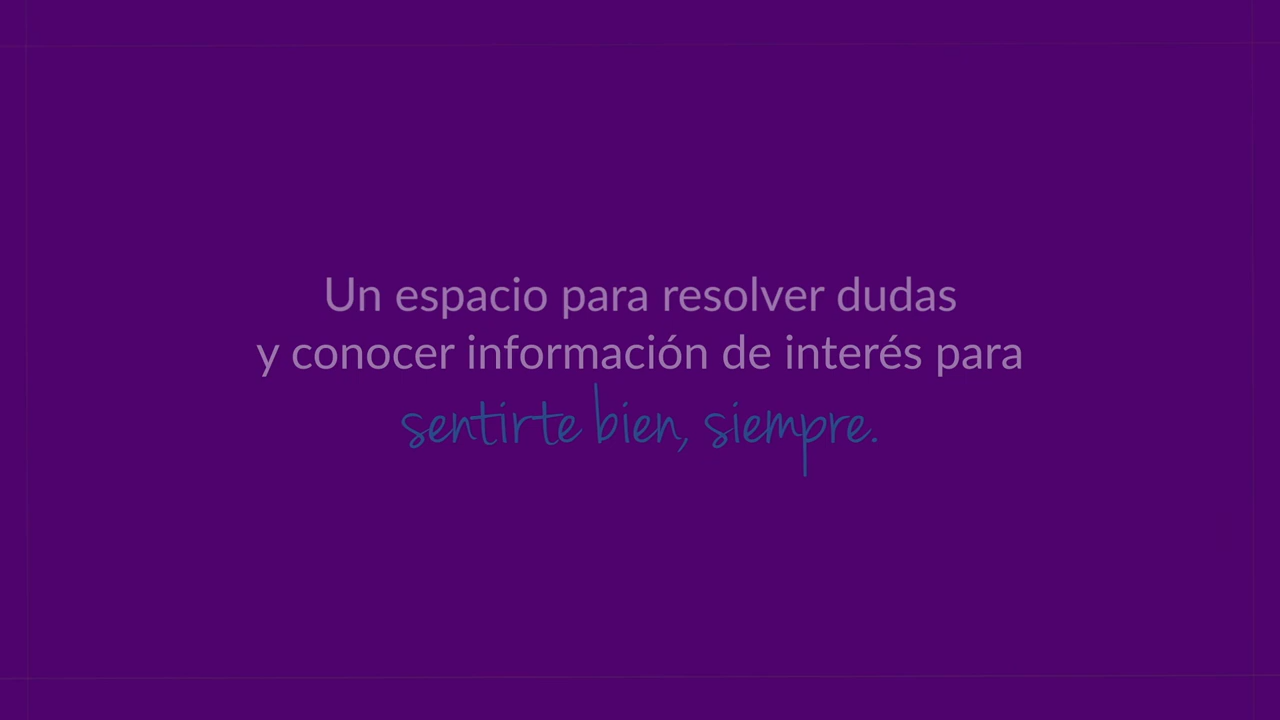 Un espacio para resolver dudas
y conocer información de interés para
sentirte bien, siempre.